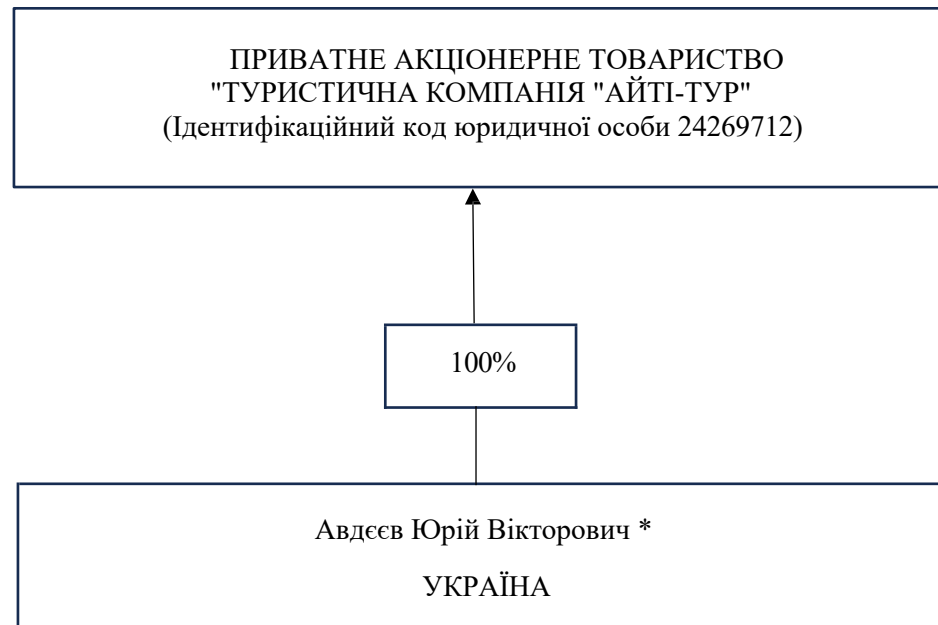 ПРИВАТНЕ АКЦІОНЕРНЕ ТОВАРИСТВО
"ТУРИСТИЧНА КОМПАНІЯ "АЙТІ-ТУР"
(Ідентифікаційний код юридичної особи 24269712)
100%
Авдєєв Юрій Вікторович *
УКРАЇНА